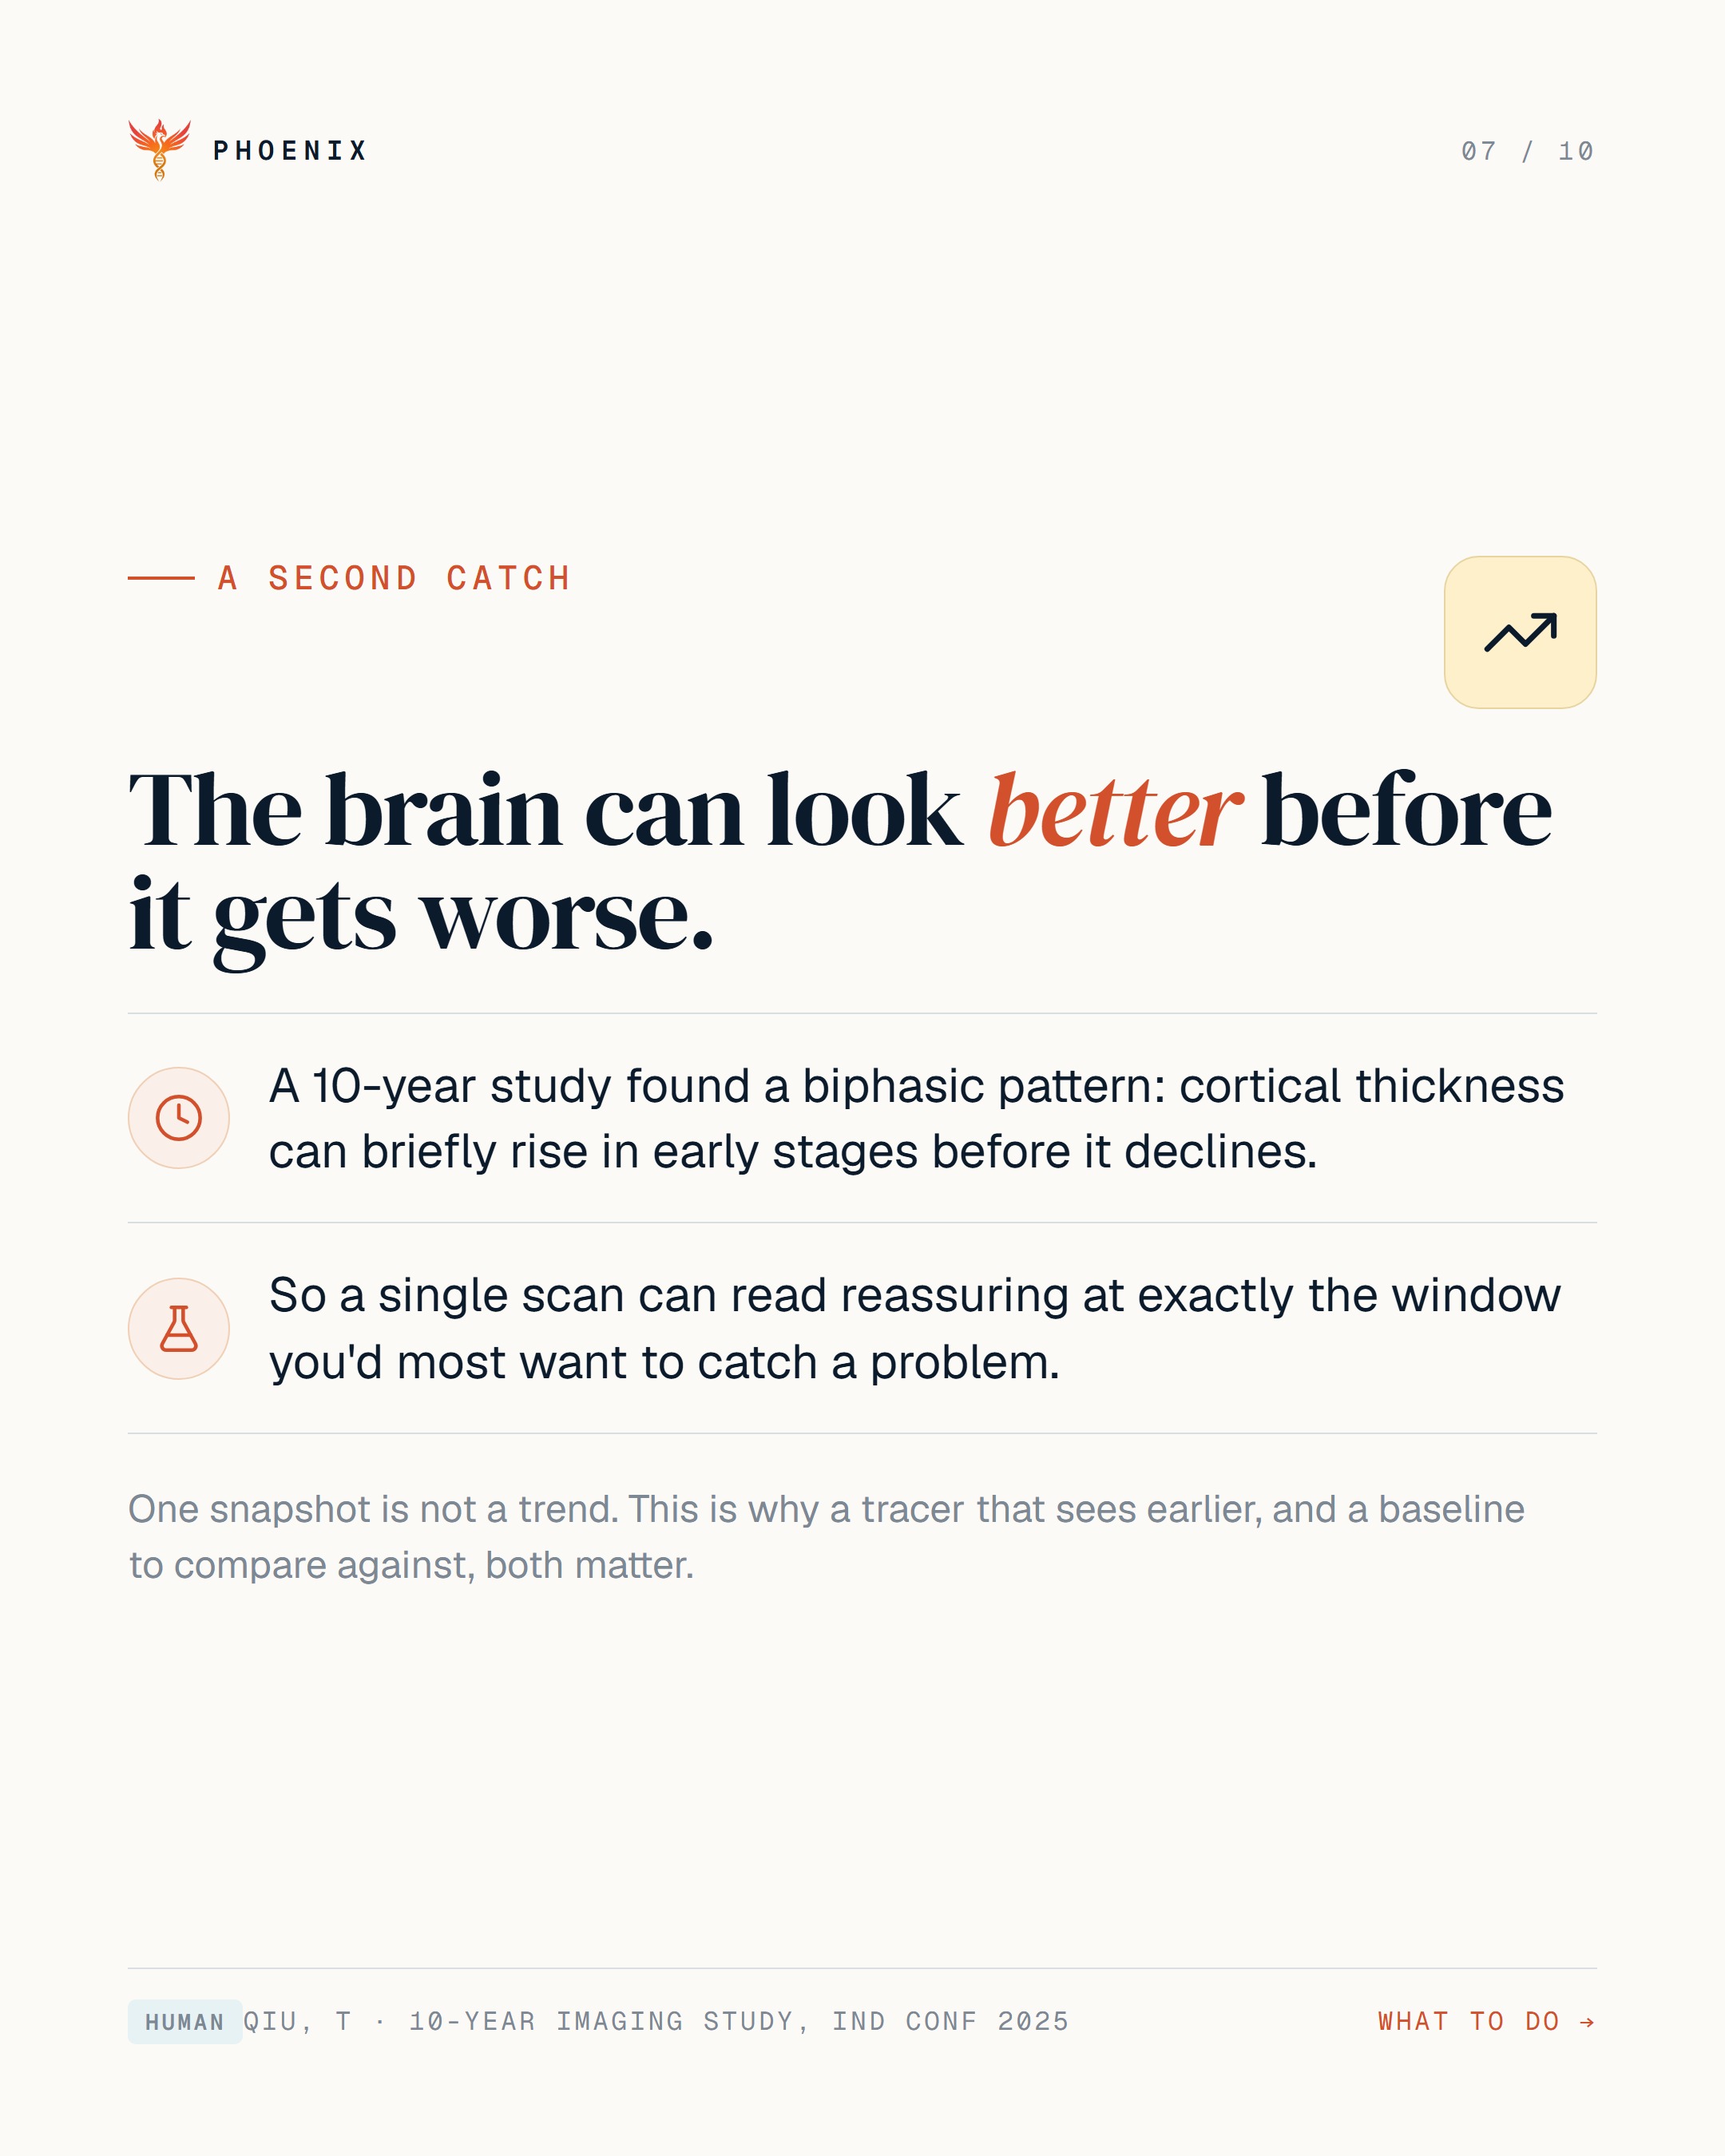 PHOENIX
07 / 10
A SECOND CATCH
The brain can look better before
it gets worse.
A 10-year study found a biphasic pattern: cortical thickness
can briefly rise in early stages before it declines.
So a single scan can read reassuring at exactly the window
you'd most want to catch a problem.
One snapshot is not a trend. This is why a tracer that sees earlier, and a baseline
to compare against, both matter.
HUMAN QIU, T · 10-YEAR IMAGING STUDY, IND CONF 2025
WHAT TO DO →